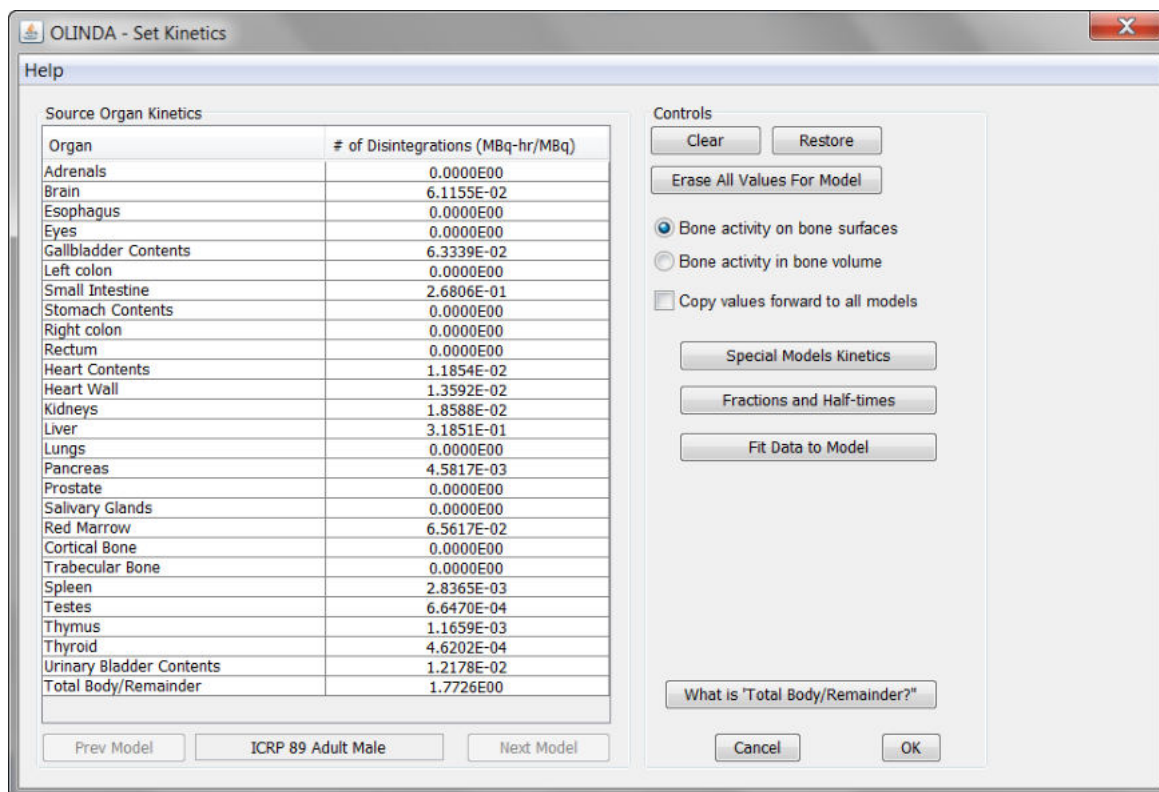 OLINDA - Set Kinetics
Help
Source Organ Kinetics
Organ # of Disintegrations (MBq-hr/MBq)
Adrenals 0.0000E00
Brain 6.1155E-02
Esophagus 0.0000E00
Eyes 0.0000E00
Gallbladder Contents 6.3339E-02
Left colon 0.0000E00
Small Intestine 2.6806E-01
Stomach Contents 0.0000E00
Right colon 0.0000E00
Rectum 0.0000E00
Heart Contents 1.1854E-02
Heart Wall 1.3592E-02
Kidneys 1.8588E-02
Liver 3.1851E-01
Lungs 0.0000E00
Pancreas 4.5817E-03
Prostate 0.0000E00
Salivary Glands 0.0000E00
Red Marrow 6.5617E-02
Cortical Bone 0.0000E00
Trabecular Bone 0.0000E00
Spleen 2.8365E-03
Testes 6.6470E-04
Thymus 1.1659E-03
Thyroid 4.6202E-04
Urinary Bladder Contents 1.2178E-02
Total Body/Remainder 1.7726E00
Prev Model ICRP 89 Adult Male Next Model
Controls
Clear Restore
Erase All Values For Model
Bone activity on bone surfaces
Bone activity in bone volume
Copy values forward to all models
Special Models Kinetics
Fractions and Half-times
Fit Data to Model
What is 'Total Body/Remainder?"
Cancel OK